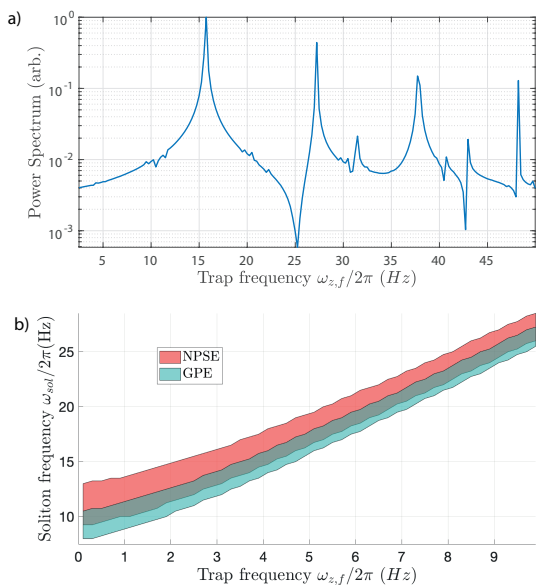 a)
Power Spectrum (arb.)
10^0
10^-1
10^-2
10^-3
5 10 15 20 25 30 35 40 45
Trap frequency ω_{z,f}/2π (Hz)
b)
Soliton frequency ω_{sol}/2π(Hz)
NPSE
GPE
25
20
15
10
0 1 2 3 4 5 6 7 8 9
Trap frequency ω_{z,f}/2π (Hz)